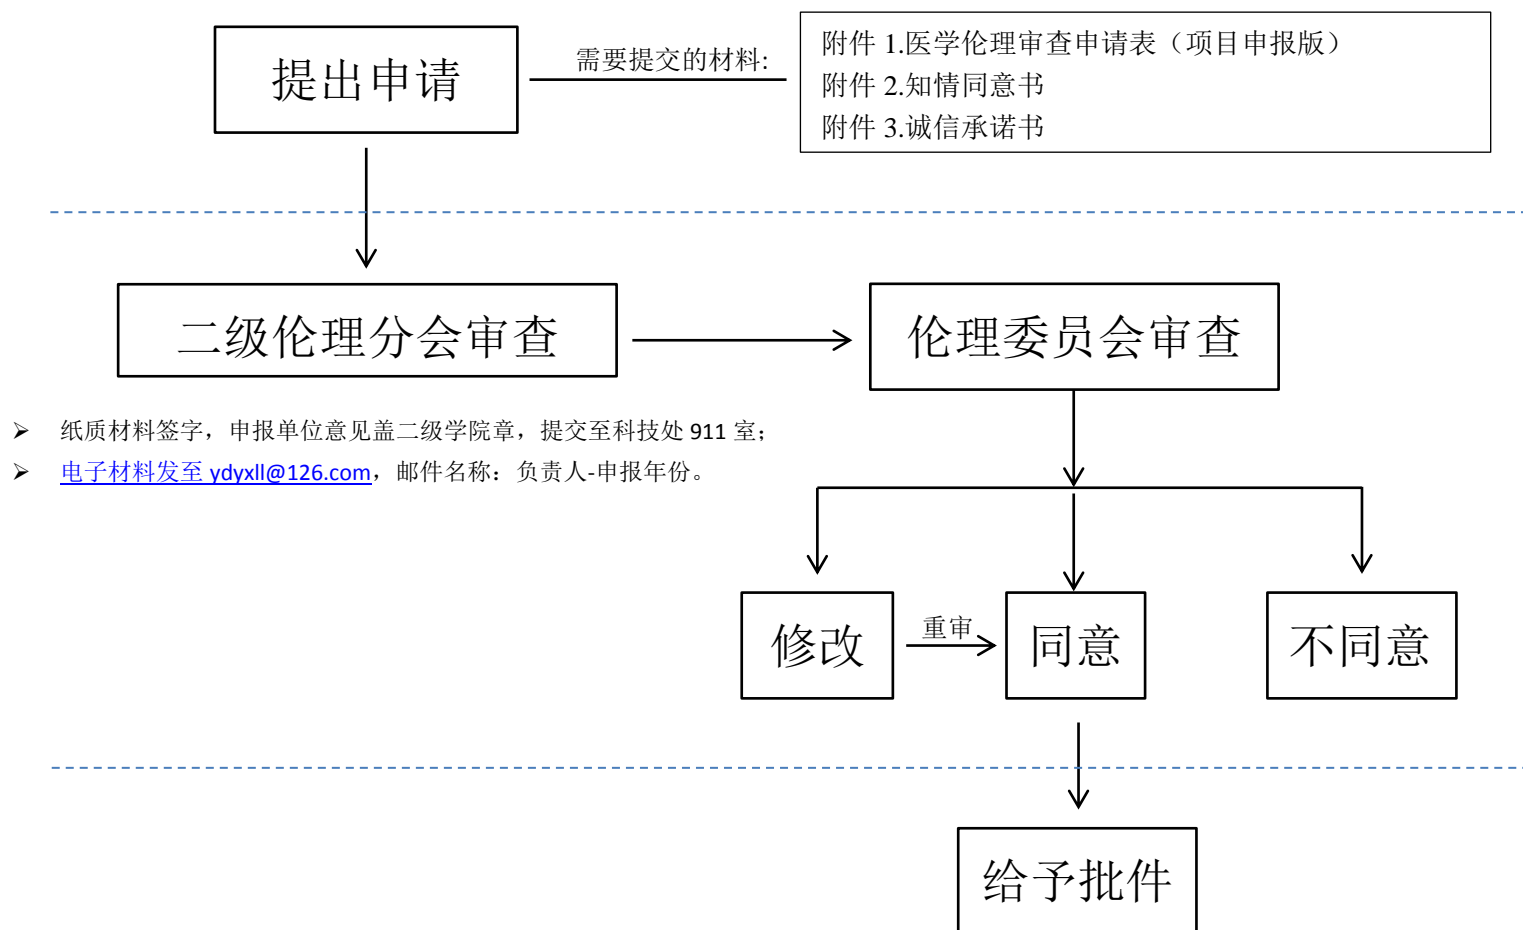 提出申请
需要提交的材料:
附件 1.医学伦理审查申请表（项目申报版）
附件 2.知情同意书
附件 3.诚信承诺书
二级伦理分会审查
伦理委员会审查
➢ 纸质材料签字，申报单位意见盖二级学院章，提交至科技处 911 室；
➢ 电子材料发至 ydyxll@126.com，邮件名称：负责人-申报年份。
修改
重审
同意
不同意
给予批件